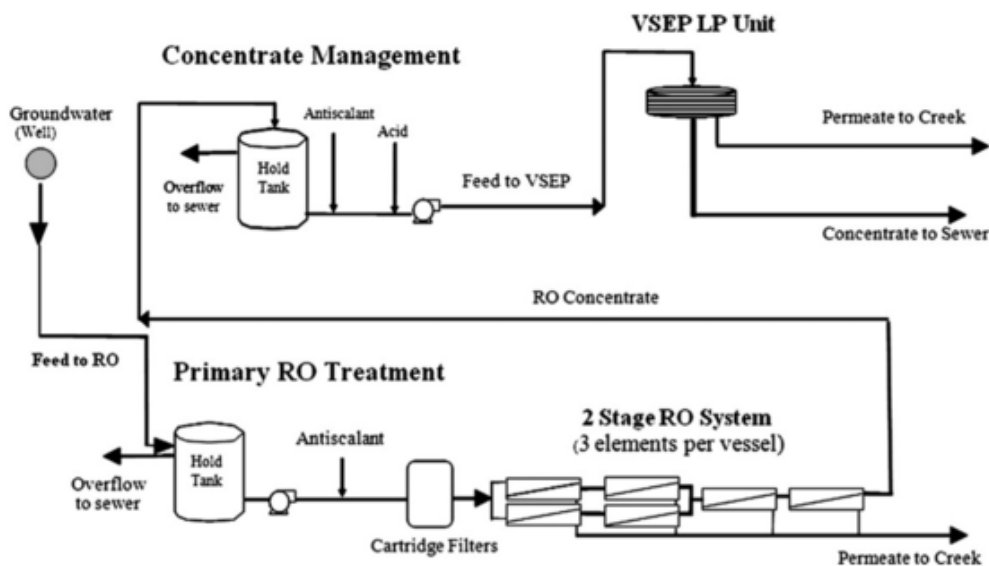 VSEP LP Unit
Concentrate Management
Groundwater
(Well)
Antiscalant
Acid
Permeate to Creek
Hold
Tank
Overflow
to sewer
Feed to VSEP
Concentrate to Sewer
RO Concentrate
Feed to RO
Primary RO Treatment
2 Stage RO System
(3 elements per vessel)
Antiscalant
Hold
Tank
Overflow
to sewer
Cartridge Filters
Permeate to Creek